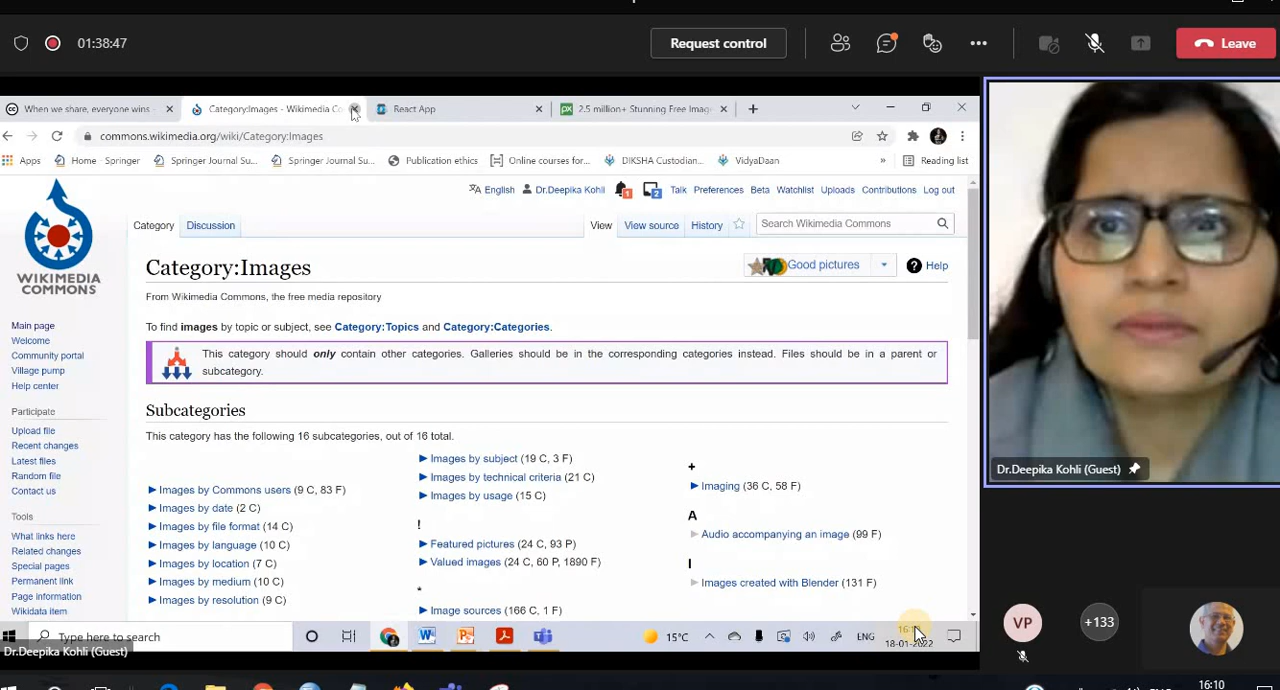 01:38:47
Request control
Leave
When we share, everyone wins
Category:Images - Wikimedia Co
React App
2.5 million+ Stunning Free Imag
commons.wikimedia.org/wiki/Category:Images
Apps
Home - Springer
Springer Journal Su...
Springer Journal Su...
Publication ethics
Online courses for...
DIKSHA Custodian...
VidyaDaan
»
Reading list
English
Dr.Deepika Kohli
1
2
Talk
Preferences
Beta
Watchlist
Uploads
Contributions
Log out
Category
Discussion
View
View source
History
Search Wikimedia Commons
WIKIMEDIA
COMMONS
Category:Images
Good pictures
Help
From Wikimedia Commons, the free media repository
To find images by topic or subject, see Category:Topics and Category:Categories.
This category should only contain other categories. Galleries should be in the corresponding categories instead. Files should be in a parent or
subcategory.
Main page
Welcome
Community portal
Village pump
Help center
Participate
Upload file
Recent changes
Latest files
Random file
Contact us
Tools
What links here
Related changes
Special pages
Permanent link
Page information
Wikidata item
Subcategories
This category has the following 16 subcategories, out of 16 total.
Images by Commons users (9 C, 83 F)
Images by date (2 C)
Images by file format (14 C)
Images by language (10 C)
Images by location (7 C)
Images by medium (10 C)
Images by resolution (9 C)
Images by subject (19 C, 3 F)
Images by technical criteria (21 C)
Images by usage (15 C)
!
Featured pictures (24 C, 93 P)
Valued images (24 C, 60 P, 1890 F)
*
Image sources (166 C, 1 F)
+
Imaging (36 C, 58 F)
A
Audio accompanying an image (99 F)
I
Images created with Blender (131 F)
Dr.Deepika Kohli (Guest)
VP
+133
Type here to search
15°C
ENG
18-01-2022
Dr.Deepika Kohli (Guest)
16:10